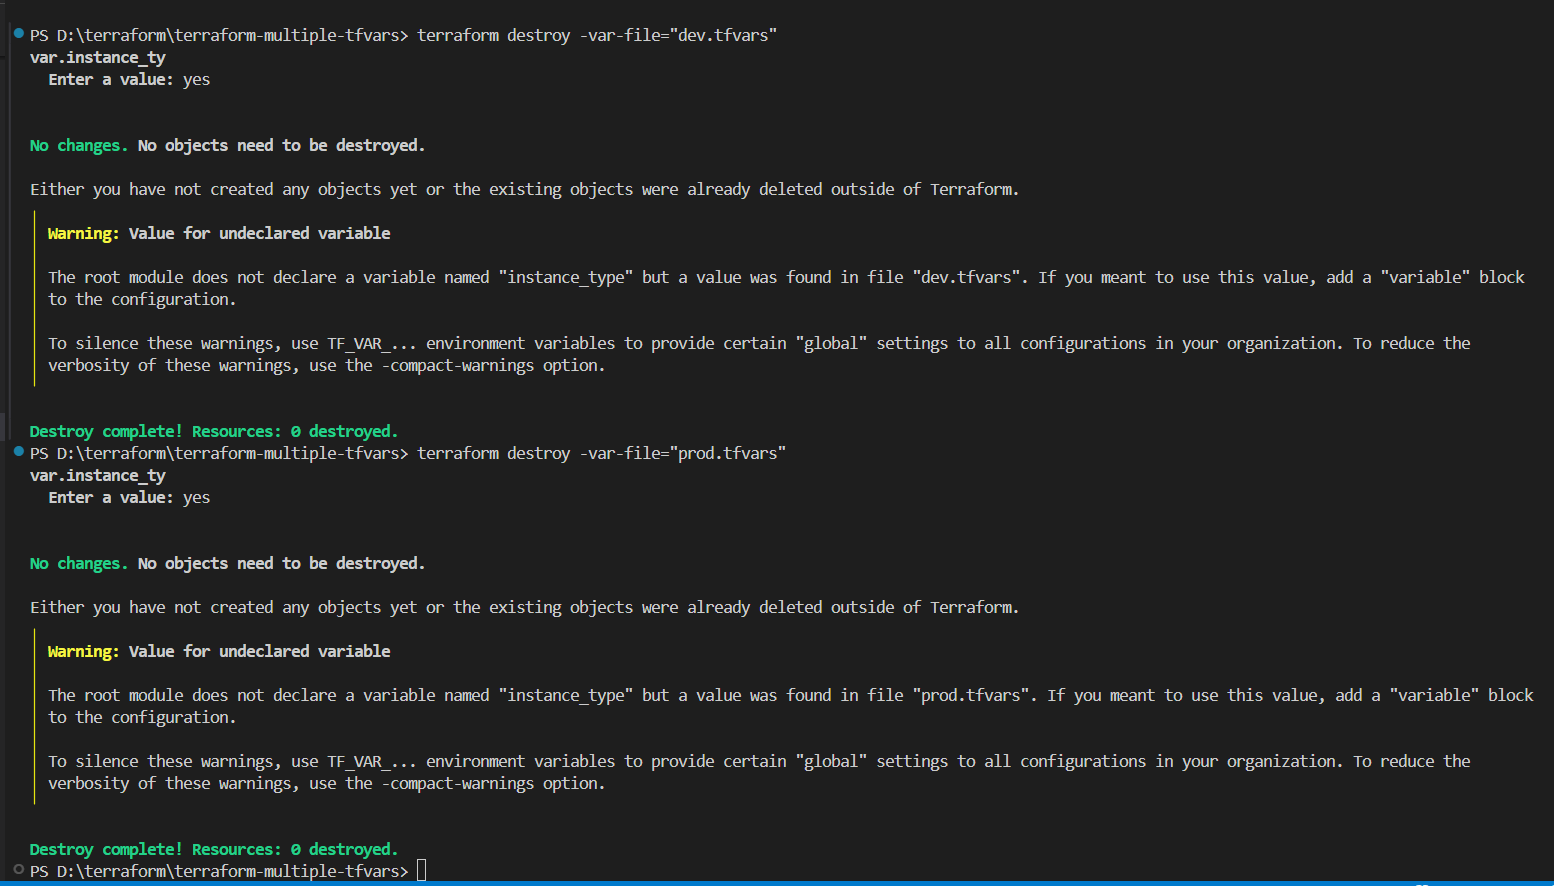 PS D:\terraform\terraform-multiple-tfvars> terraform destroy -var-file="dev.tfvars"
var.instance_ty
Enter a value: yes
No changes. No objects need to be destroyed.
Either you have not created any objects yet or the existing objects were already deleted outside of Terraform.
Warning: Value for undeclared variable
The root module does not declare a variable named "instance_type" but a value was found in file "dev.tfvars". If you meant to use this value, add a "variable" block
to the configuration.
To silence these warnings, use TF_VAR_... environment variables to provide certain "global" settings to all configurations in your organization. To reduce the
verbosity of these warnings, use the -compact-warnings option.
Destroy complete! Resources: 0 destroyed.
PS D:\terraform\terraform-multiple-tfvars> terraform destroy -var-file="prod.tfvars"
var.instance_ty
Enter a value: yes
No changes. No objects need to be destroyed.
Either you have not created any objects yet or the existing objects were already deleted outside of Terraform.
Warning: Value for undeclared variable
The root module does not declare a variable named "instance_type" but a value was found in file "prod.tfvars". If you meant to use this value, add a "variable" block
to the configuration.
To silence these warnings, use TF_VAR_... environment variables to provide certain "global" settings to all configurations in your organization. To reduce the
verbosity of these warnings, use the -compact-warnings option.
Destroy complete! Resources: 0 destroyed.
PS D:\terraform\terraform-multiple-tfvars>